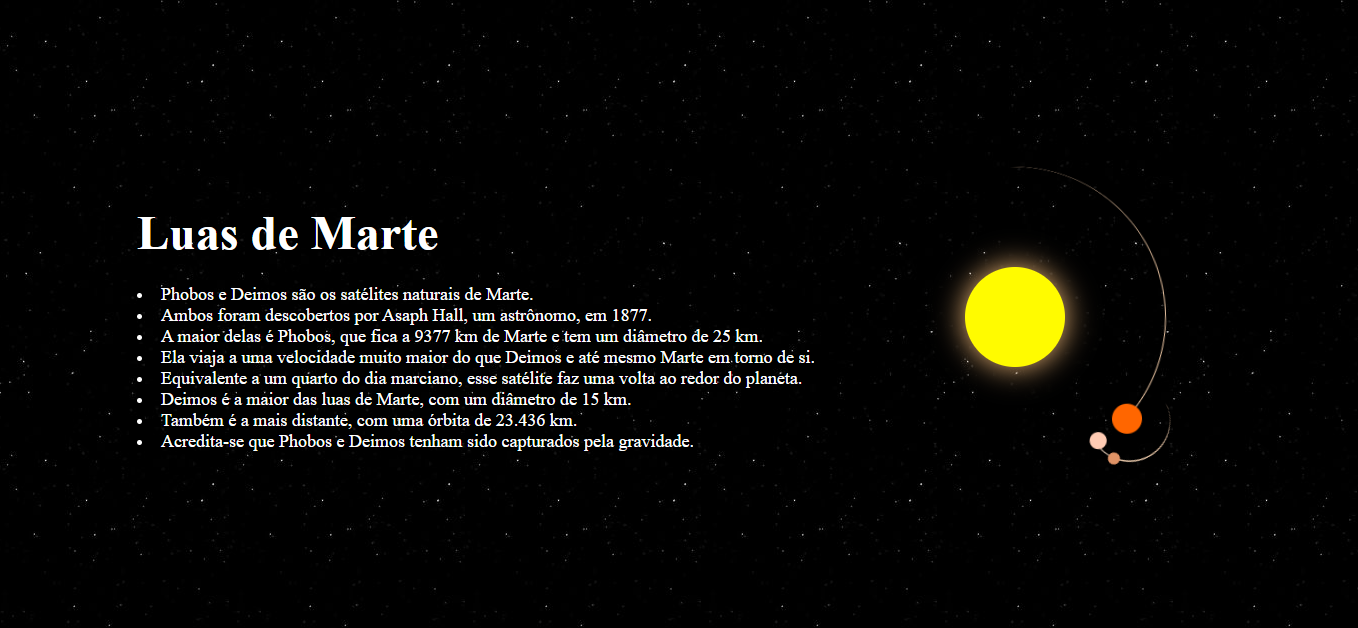 Luas de Marte
• Phobos e Deimos são os satélites naturais de Marte.
• Ambos foram descobertos por Asaph Hall, um astrônomo, em 1877.
• A maior delas é Phobos, que fica a 9377 km de Marte e tem um diâmetro de 25 km.
• Ela viaja a uma velocidade muito maior do que Deimos e até mesmo Marte em torno de si.
• Equivalente a um quarto do dia marciano, esse satélite faz uma volta ao redor do planeta.
• Deimos é a maior das luas de Marte, com um diâmetro de 15 km.
• Também é a mais distante, com uma órbita de 23.436 km.
• Acredita-se que Phobos e Deimos tenham sido capturados pela gravidade.